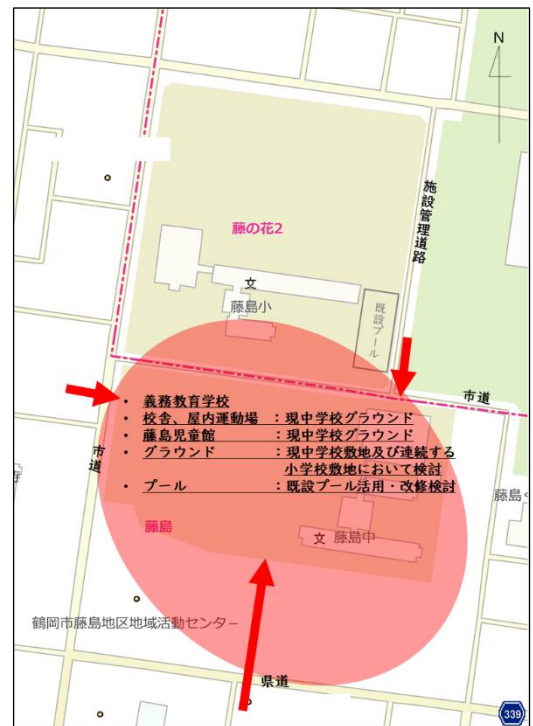 N
施設管理道路
藤の花2
文
藤島小
既設プール
市道
• 義務教育学校
• 校舎、屋内運動場 :現中学校グラウンド
• 藤島児童館 :現中学校グラウンド
• グラウンド :現中学校敷地及び連続する
小学校敷地において検討
• プール :既設プール活用・改修検討
市道
藤島
文 藤島中
鶴岡市藤島地区地域活動センター
県道
339